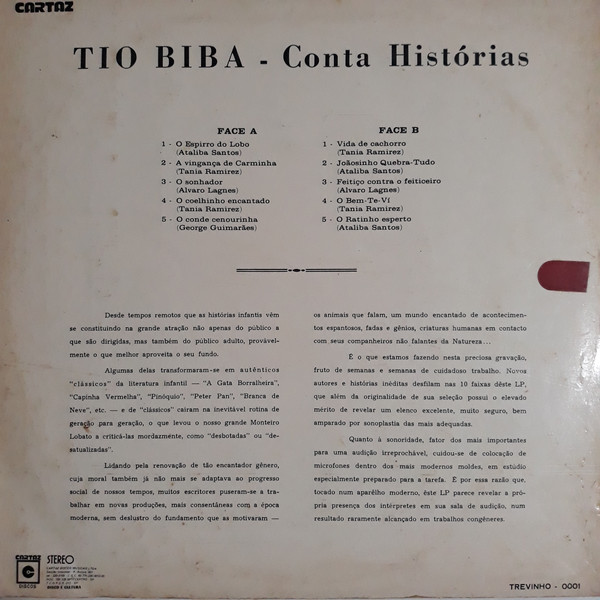 CARTAZ
TIO BIBA - Conta Histórias
FACE A
1 - O Espirro do Lobo
(Ataliba Santos)
2 - A vingança de Carminha
(Tania Ramirez)
3 - O sonhador
(Alvaro Lagnes)
4 - O coelhinho encantado
(Tania Ramirez)
5 - O conde cenourinha
(George Guimarães)
FACE B
1 - Vida de cachorro
(Tania Ramirez)
2 - Joãosinho Quebra-Tudo
(Ataliba Santos)
3 - Feitiço contra o feiticeiro
(Alvaro Lagnes)
4 - O Bem-Te-Ví
(Tania Ramirez)
5 - O Ratinho esperto
(Ataliba Santos)
Desde tempos remotos que as histórias infantis vêm
se constituindo na grande atração não apenas do público a
que são dirigidas, mas também do público adulto, provàvel-
mente o que melhor aproveita o seu fundo.
Algumas delas transformaram-se em autênticos
"clássicos" da literatura infantil — "A Gata Borralheira",
"Capinha Vermelha", "Pinóquio", "Peter Pan", "Branca de
Neve", etc. — e de "clássicos" cairam na inevitável rotina de
geração para geração, o que levou o nosso grande Monteiro
Lobato a criticá-las mordazmente, como "desbotadas" ou "de-
satualizadas".
Lidando pela renovação de tão encantador gênero,
cuja moral também já não mais se adaptava ao progresso
social de nossos tempos, muitos escritores puseram-se a tra-
balhar em novas produções, mais consentâneas com a época
moderna, sem deslustro do fundamento que as motivaram —
os animais que falam, um mundo encantado de acontecimen-
tos espantosos, fadas e gênios, criaturas humanas em contacto
com seus companheiros não falantes da Natureza...
É o que estamos fazendo nesta preciosa gravação,
fruto de semanas e semanas de cuidadoso trabalho. Novos
autores e histórias inéditas desfilam nas 10 faixas dêste LP,
que além da originalidade de sua seleção possui o elevado
mérito de revelar um elenco excelente, muito seguro, bem
amparado por sonoplastia das mais adequadas.
Quanto à sonoridade, fator dos mais importantes
para uma audição irreprochável, cuidou-se de colocação de
microfones dentro dos mais modernos moldes, em estúdio
especialmente preparado para a tarefa. E por essa razão que,
tocado num aparêlho moderno, êste LP parece revelar a pró-
pria presença dos intérpretes em sua sala de audição, num
resultado raramente alcançado em trabalhos congêneres.
CARTAZ
DISCOS
STEREO
TREVINHO - 0001